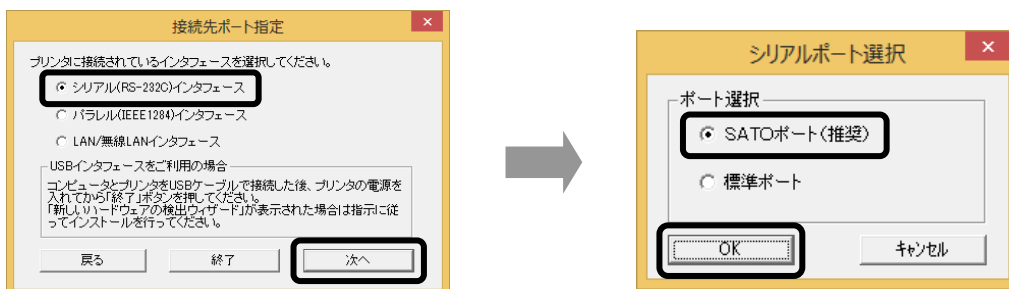 接続先ポート指定
プリンタに接続されているインタフェースを選択してください。
シリアル(RS-232C)インタフェース
パラレル(IEEE1284)インタフェース
LAN/無線LANインタフェース
USBインタフェースをご利用の場合
コンピュータとプリンタをUSBケーブルで接続した後、プリンタの電源を
入れてから「終了」ボタンを押してください。
「新しいハードウェアの検出ウィザード」が表示された場合は指示に従
ってインストールを行ってください。
戻る
終了
次へ
シリアルポート選択
ポート選択
SATOポート(推奨)
標準ポート
OK
キャンセル